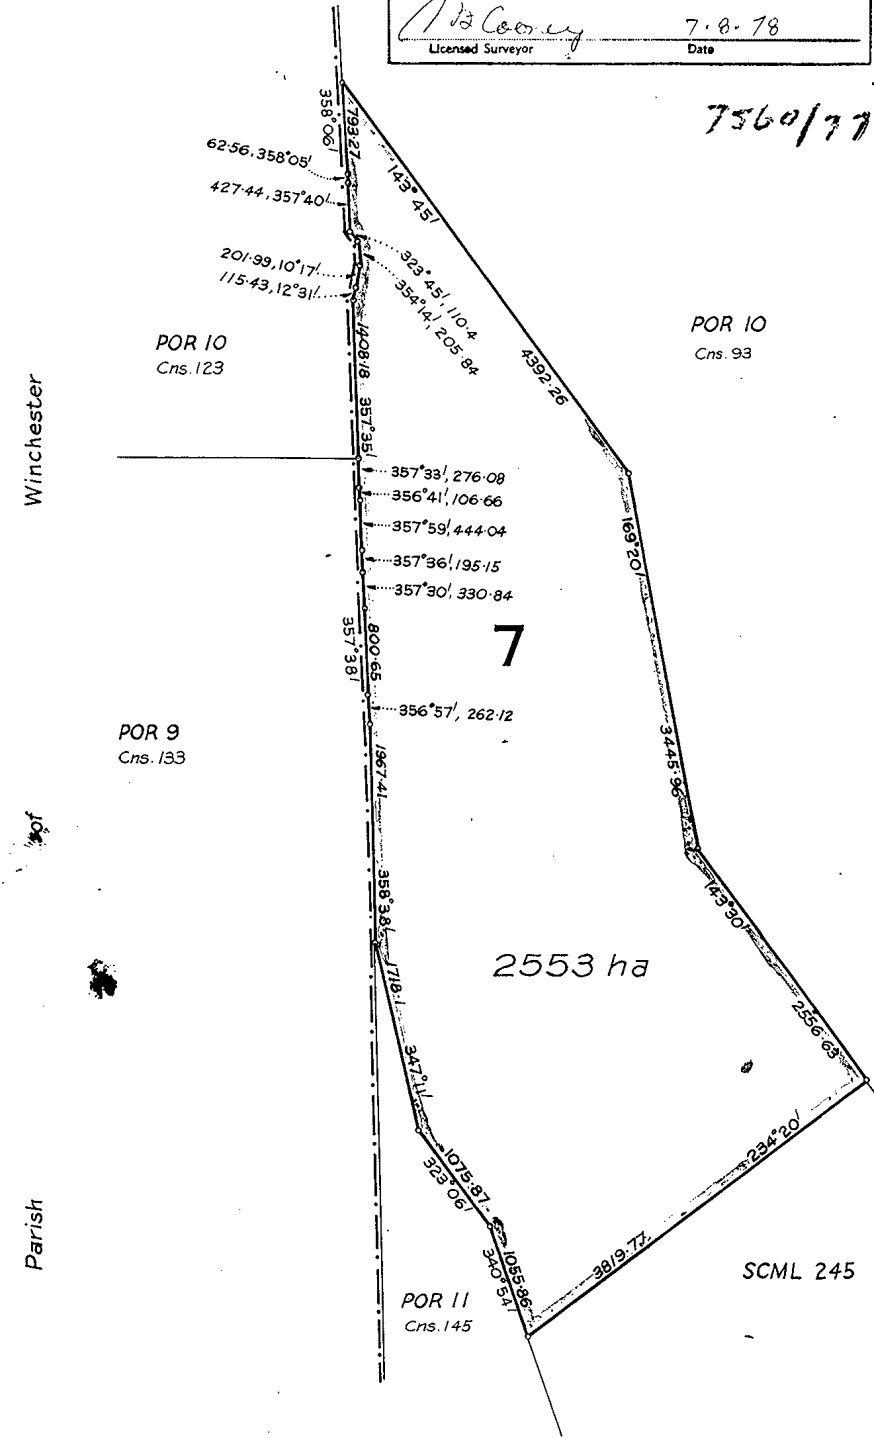 Licensed Surveyor
7·8·78
Date
7560/77
358°06′
793·27
62·56, 358°05′
427·44, 357°40′
143°45′
201·99, 10°17′
115·43, 12°31′
323°45′, 110·4
354°14′, 205·84
POR 10
Cns. 123
POR 10
Cns. 93
4392·26
1408·18
357°35′
Winchester
357°33′, 276·08
356°41′, 106·66
357°59′, 444·04
357°36′, 195·15
357°30′, 330·84
169°20′
7
800·65
357°38′
356°57′, 262·12
POR 9
Cns. 133
3445·96
1967·41
of
358°38′
143°30′
2553 ha
1718·1
2556·63
347°11′
234°20′
1075·87
323°06′
Parish
1055·86
340°54′
3819·77
SCML 245
POR 11
Cns. 145